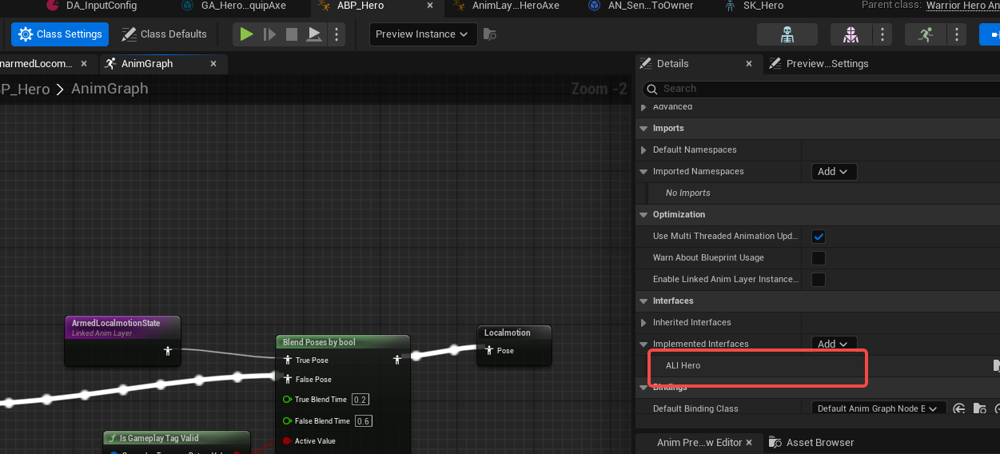 DA_InputConfig
GA_Hero...quipAxe
ABP_Hero
AnimLay...HeroAxe
AN_Sen...ToOwner
SK_Hero
Parent class: Warrior Hero An
Class Settings
Class Defaults
Preview Instance
narmedLocom...
AnimGraph
Details
Preview...Settings
BP_Hero > AnimGraph
Zoom -2
Search
Advanced
Imports
Default Namespaces
Imported Namespaces
Add
No Imports
Optimization
Use Multi Threaded Animation Upd...
Warn About Blueprint Usage
Enable Linked Anim Layer Instance...
Interfaces
Inherited Interfaces
Implemented Interfaces
Add
ALI Hero
Bindings
Default Binding Class
Default Anim Graph Node B
ArmedLocalmotionState
Linked Anim Layer
Blend Poses by bool
True Pose
False Pose
True Blend Time 0.2
False Blend Time 0.6
Active Value
Localmotion
Pose
Is Gameplay Tag Valid
Anim Pre...w Editor
Asset Browser